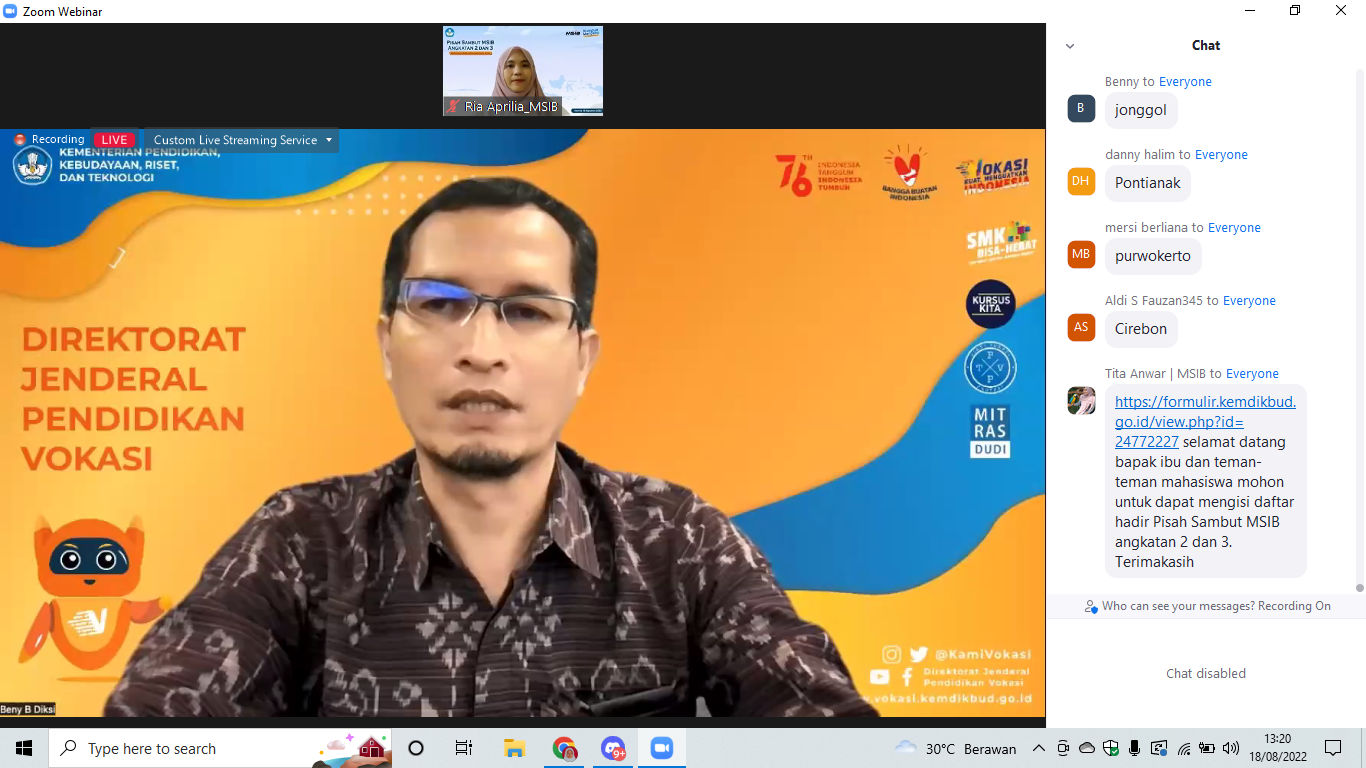 Zoom Webinar
PISAH SAMBUT MSIB
ANGKATAN 2 DAN 3
Ria Aprilia_MSIB
Recording
LIVE
Custom Live Streaming Service
KEMENTERIAN PENDIDIKAN,
KEBUDAYAAN, RISET,
DAN TEKNOLOGI
76TH
INDONESIA
TANGGUH
INDONESIA
TUMBUH
BANGGA BUATAN
INDONESIA
VOKASI
KUAT, MENGUATKAN
INDONESIA
SMK
BISA-HEBAT
KURSUS
KITA
PTVP
MIT
RAS
DUDI
DIREKTORAT
JENDERAL
PENDIDIKAN
VOKASI
V
@KamiVokasi
Direktorat Jenderal
Pendidikan Vokasi
.vokasi.kemdikbud.go.id
Beny B Diksi
Chat
Benny to Everyone
B
jonggol
danny halim to Everyone
DH
Pontianak
mersi berliana to Everyone
MB
purwokerto
Aldi S Fauzan345 to Everyone
AS
Cirebon
Tita Anwar | MSIB to Everyone
https://formulir.kemdikbud.
go.id/view.php?id=
24772227 selamat datang
bapak ibu dan teman-
teman mahasiswa mohon
untuk dapat mengisi daftar
hadir Pisah Sambut MSIB
angkatan 2 dan 3.
Terimakasih
Who can see your messages? Recording On
Chat disabled
Type here to search
9+
30°C Berawan
13:20
18/08/2022